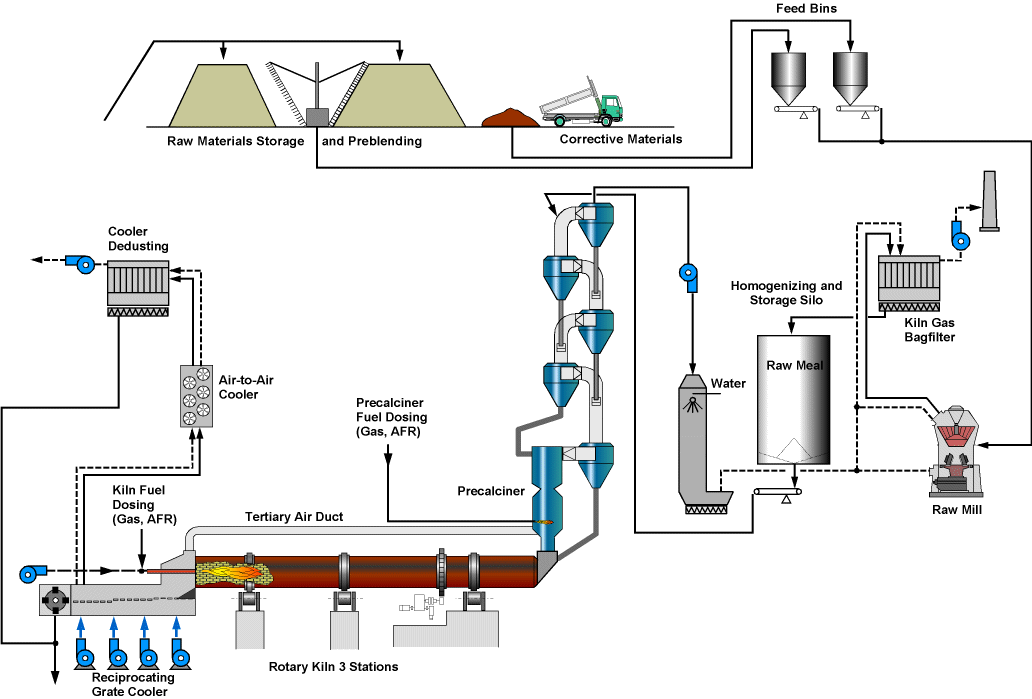 Feed Bins
Raw Materials Storage and Preblending
Corrective Materials
Cooler
Dedusting
Homogenizing and
Storage Silo
Kiln Gas
Bagfilter
Raw Meal
Water
Air-to-Air
Cooler
Precalciner
Fuel Dosing
(Gas, AFR)
Precalciner
Kiln Fuel
Dosing
(Gas, AFR)
Tertiary Air Duct
Raw Mill
Rotary Kiln 3 Stations
Reciprocating
Grate Cooler